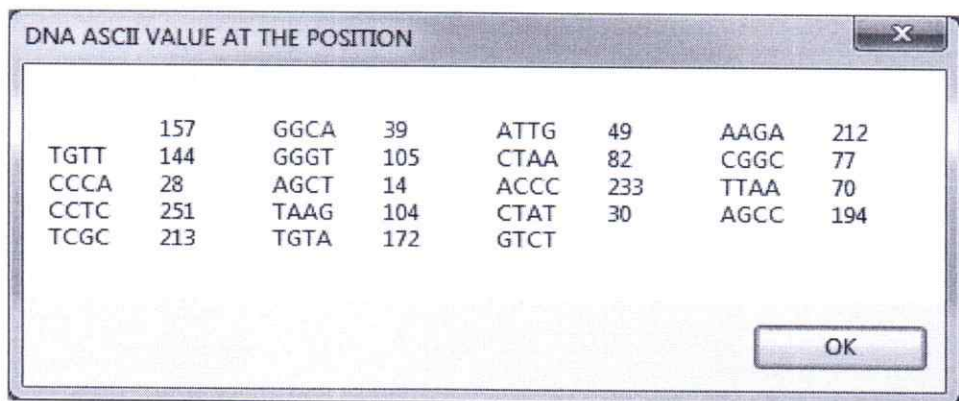 DNA ASCII VALUE AT THE POSITION
157 GGCA 39 ATTG 49 AAGA 212
TGTT 144 GGGT 105 CTAA 82 CGGC 77
CCCA 28 AGCT 14 ACCC 233 TTAA 70
CCTC 251 TAAG 104 CTAT 30 AGCC 194
TCGC 213 TGTA 172 GTCT
OK